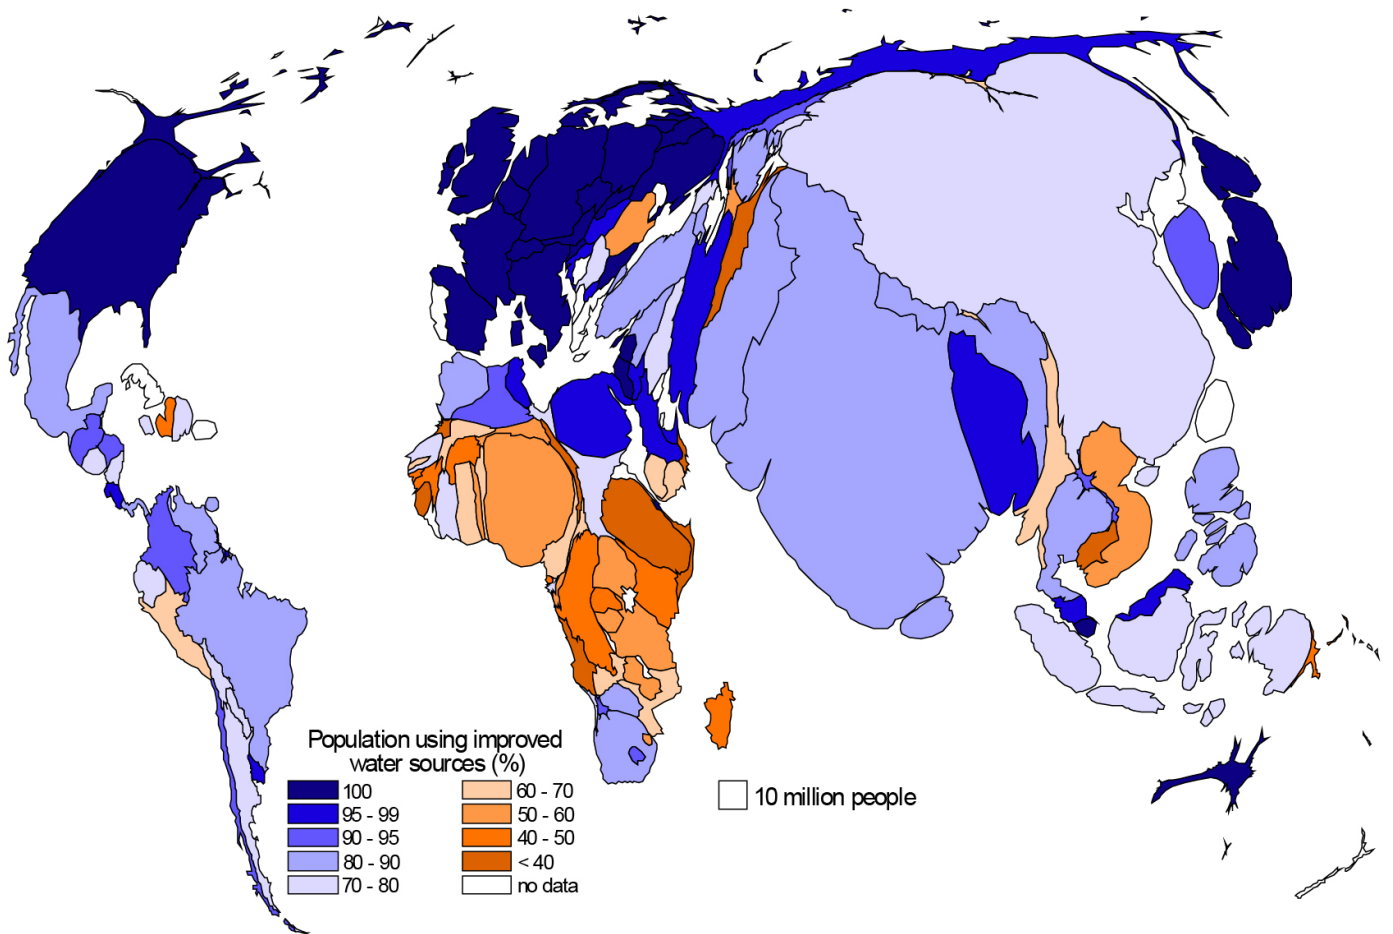 Population using improved
water sources (%)
100
95 - 99
90 - 95
80 - 90
70 - 80
60 - 70
50 - 60
40 - 50
< 40
no data
10 million people